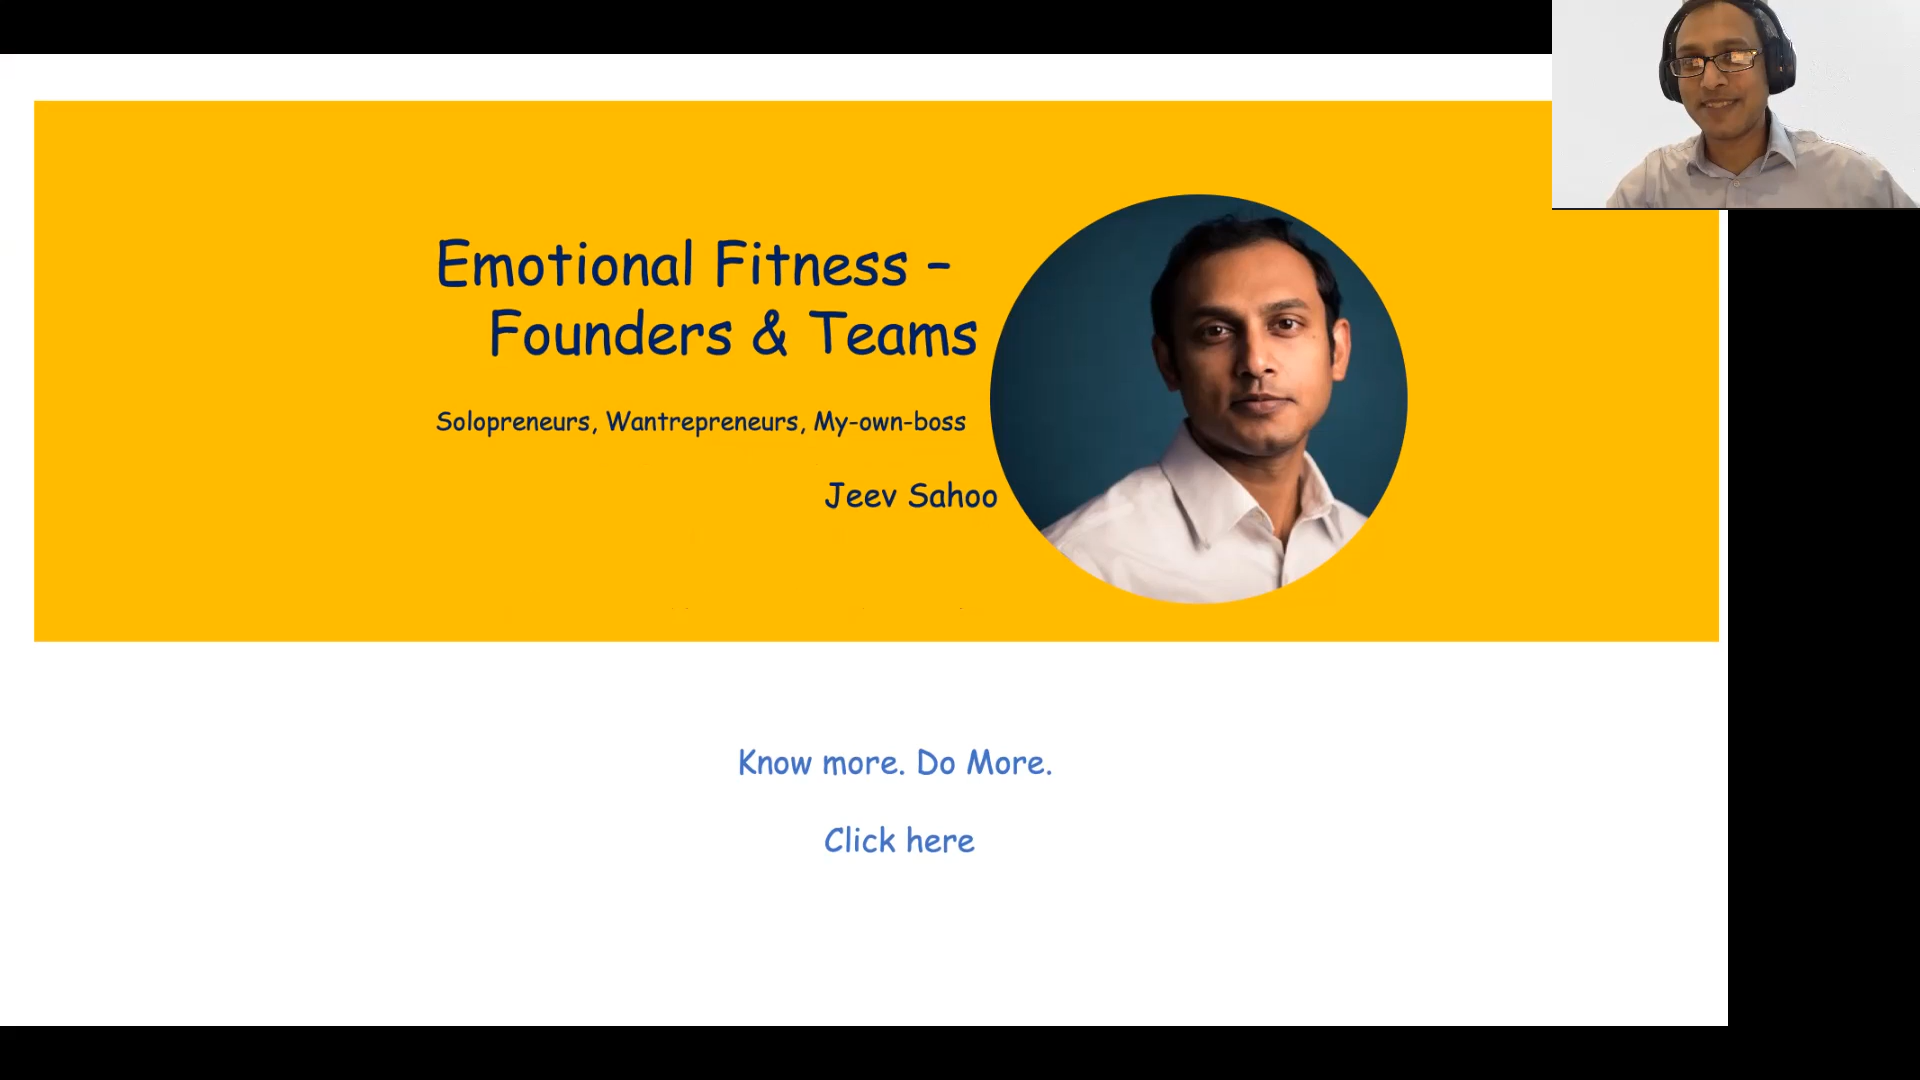 Emotional Fitness –
Founders & Teams
Solopreneurs, Wantrepreneurs, My-own-boss
Jeev Sahoo
Know more. Do More.
Click here